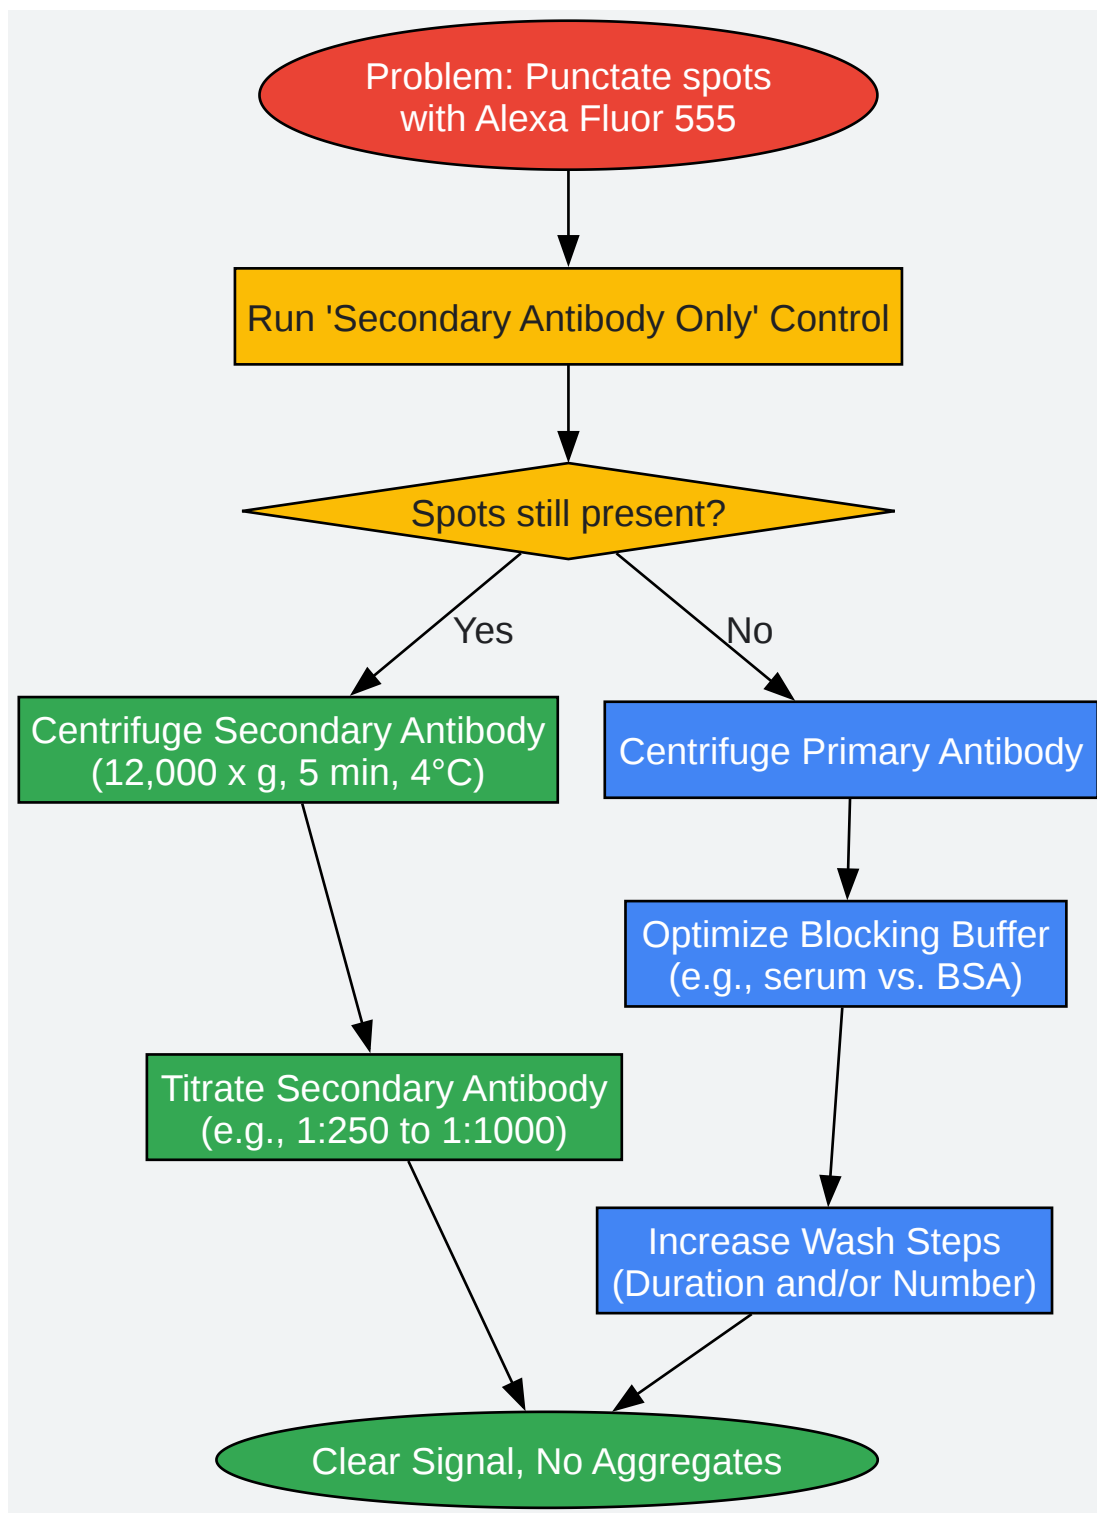 Problem: Punctate spots
with Alexa Fluor 555
Run 'Secondary Antibody Only' Control
Spots still present?
Yes
No
Centrifuge Secondary Antibody
(12,000 x g, 5 min, 4°C)
Centrifuge Primary Antibody
Optimize Blocking Buffer
(e.g., serum vs. BSA)
Titrate Secondary Antibody
(e.g., 1:250 to 1:1000)
Increase Wash Steps
(Duration and/or Number)
Clear Signal, No Aggregates